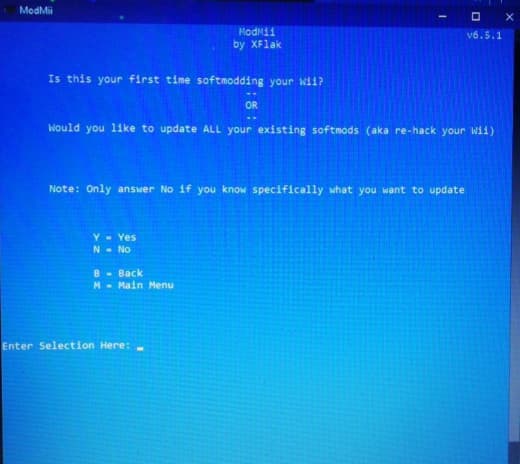 ModMii
ModMii
v6.5.1
by XFlak
Is this your first time softmodding your Wii?
--
OR
--
Would you like to update ALL your existing softmods (aka re-hack your Wii)
Note: Only answer No if you know specifically what you want to update
Y = Yes
N = No
B = Back
M = Main Menu
Enter Selection Here: